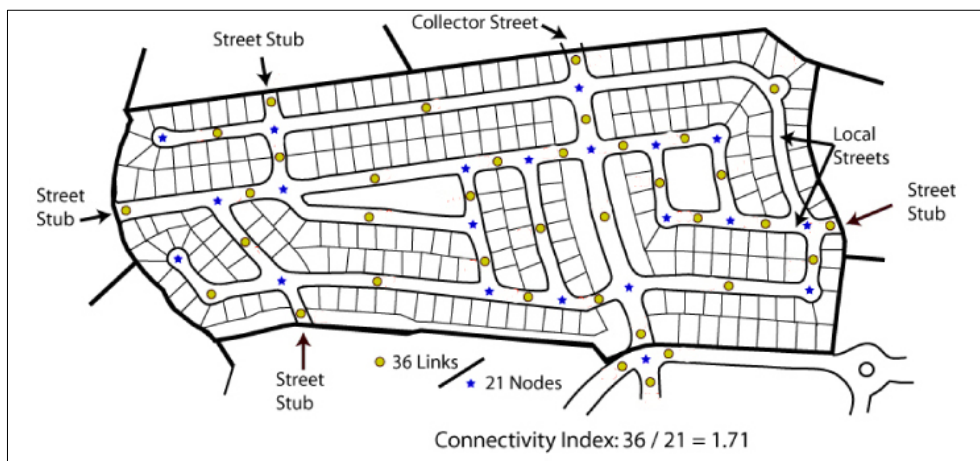 Collector Street
Street Stub
Local
Streets
Street
Stub
Street
Stub
36 Links
21 Nodes
Street
Stub
Connectivity Index: 36 / 21 = 1.71